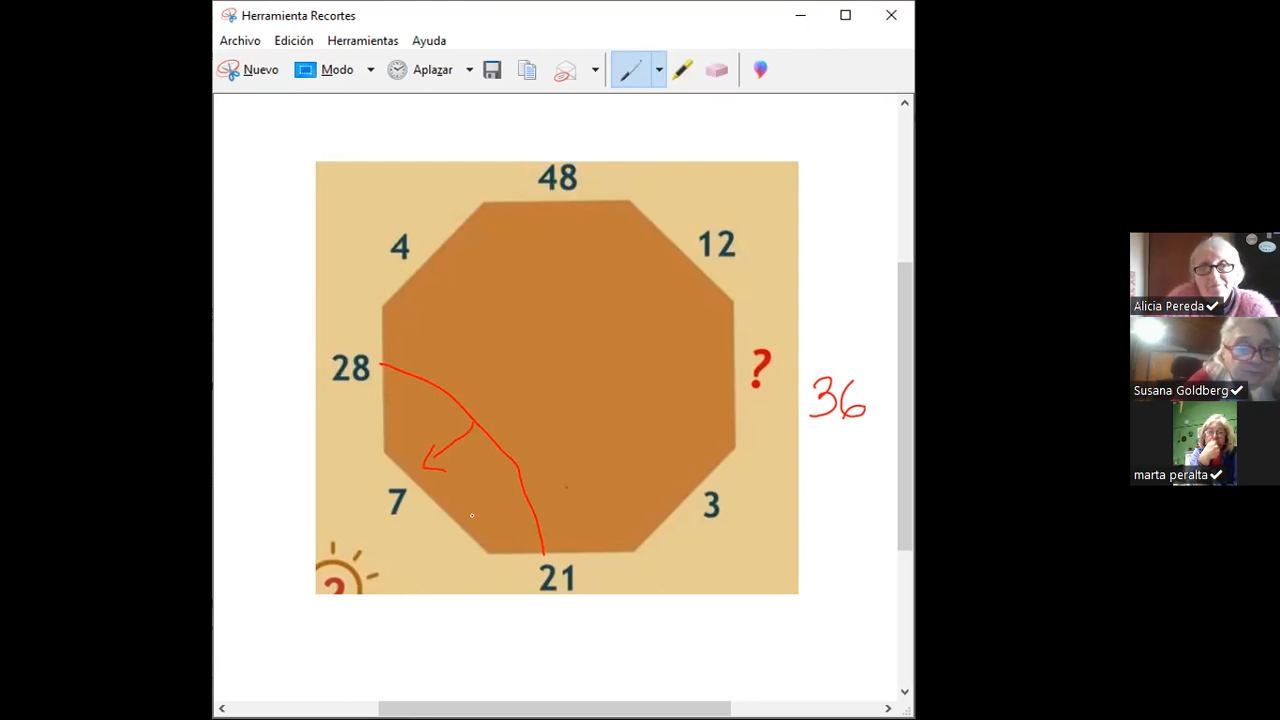 Herramienta Recortes
Archivo Edición Herramientas Ayuda
Nuevo Modo Aplazar
48
4 12
28 ?
36
7 3
21
2
Alicia Pereda
Susana Goldberg
marta peralta